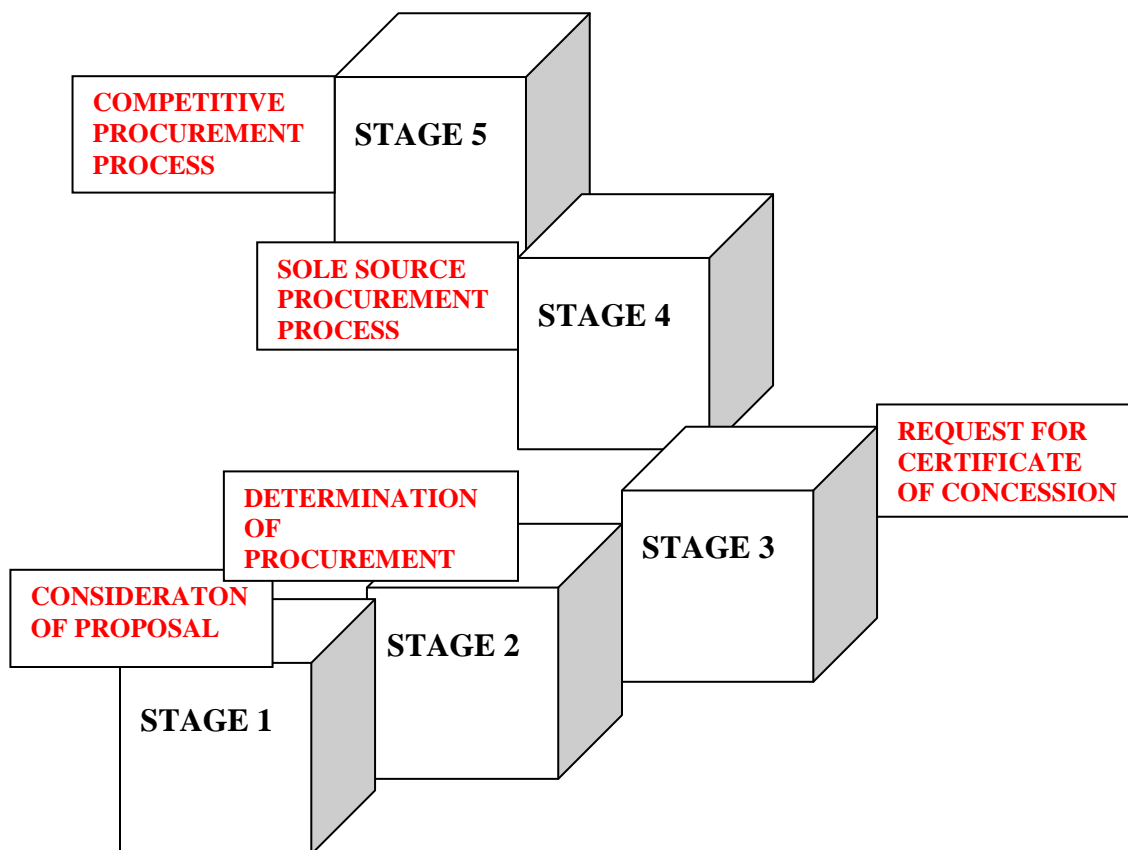 COMPETITIVE
PROCUREMENT
PROCESS
STAGE 5
SOLE SOURCE
PROCUREMENT
PROCESS
STAGE 4
REQUEST FOR
CERTIFICATE
OF CONCESSION
STAGE 3
DETERMINATION
OF
PROCUREMENT
STAGE 2
CONSIDERATON
OF PROPOSAL
STAGE 1